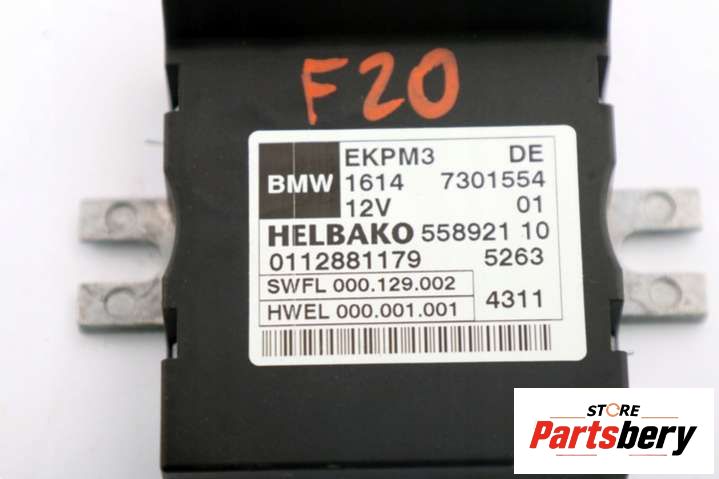 F20
BMW
EKPM3 DE
1614 7301554
12V 01
HELBAKO 558921 10
0112881179 5263
SWFL 000.129.002
HWEL 000.001.001 4311
STORE
Partsbery